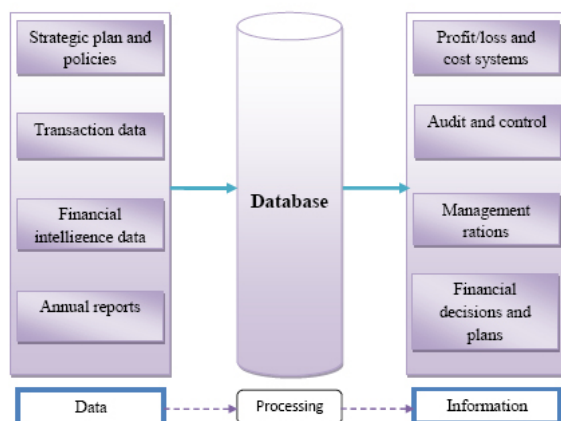 Strategic plan and
policies
Transaction data
Financial
intelligence data
Annual reports
Database
Profit/loss and
cost systems
Audit and control
Management
rations
Financial
decisions and
plans
Data
Processing
Information